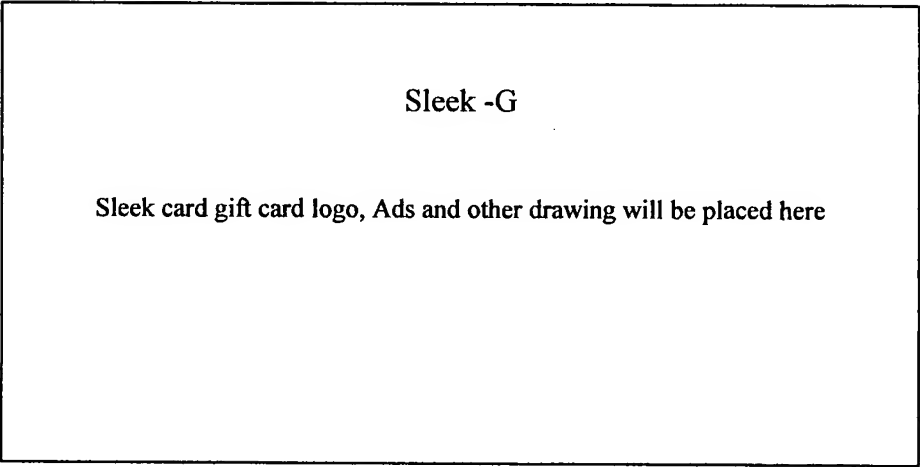 Sleek -G
Sleek card gift card logo, Ads and other drawing will be placed here